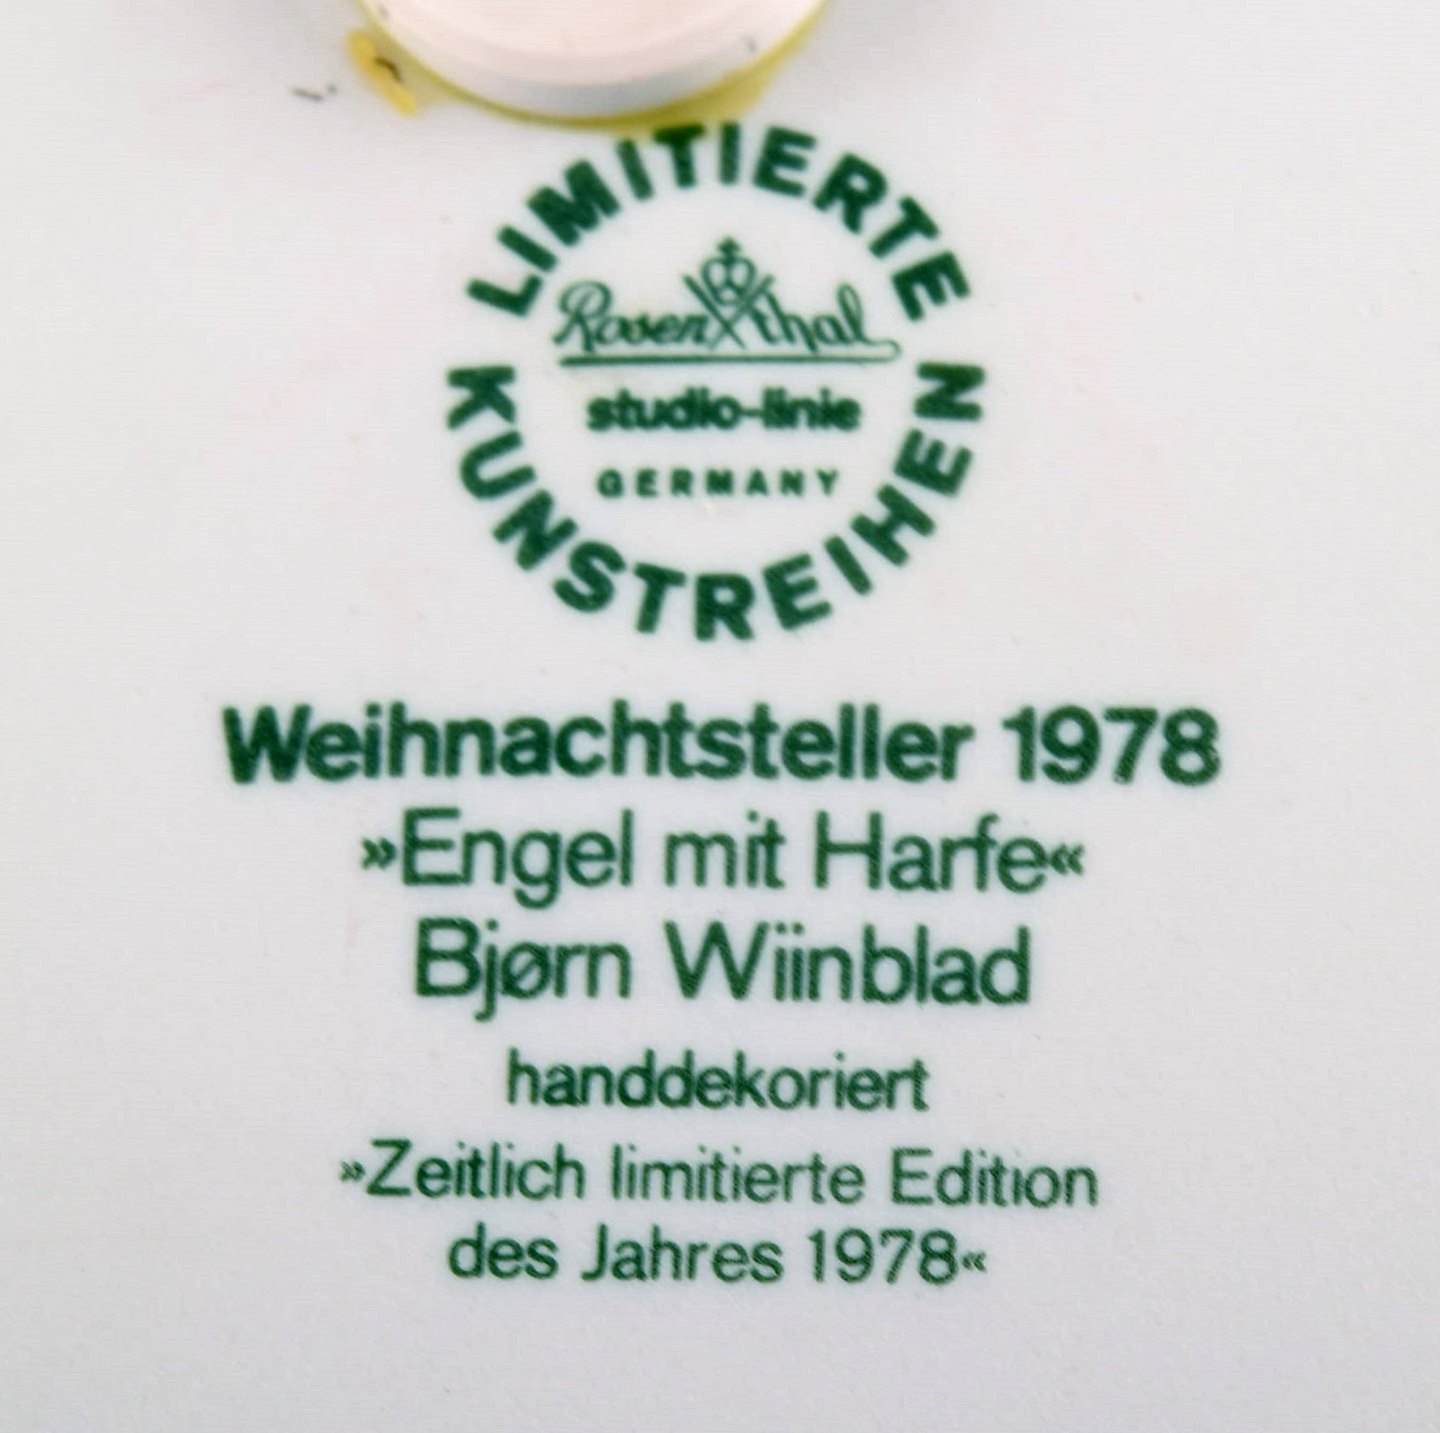 LIMITIERTE
Rosenthal
studio-linie
GERMANY
KUNSTREIHEN
Weihnachtsteller 1978
»Engel mit Harfe«
Bjørn Wiinblad
handdekoriert
»Zeitlich limitierte Edition
des Jahres 1978«